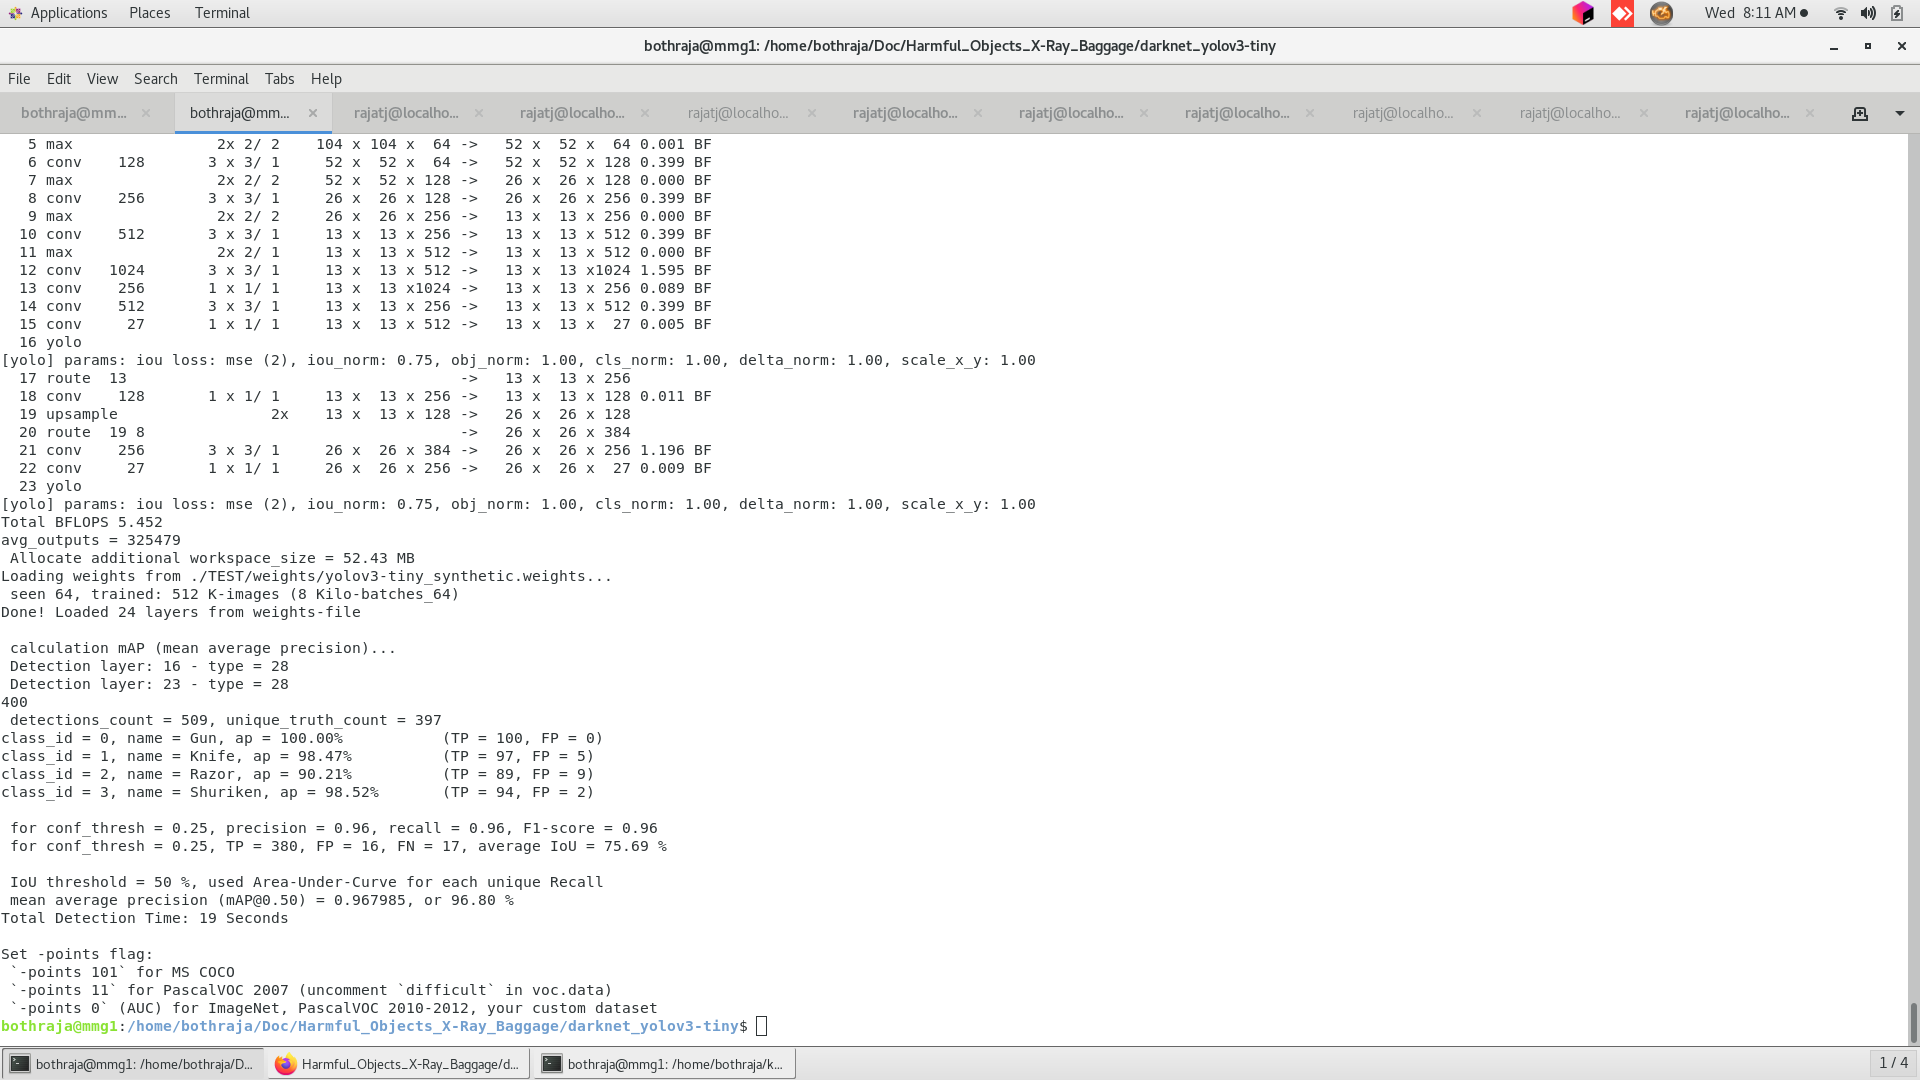 Applications Places Terminal Wed 8:11 AM
bothraja@mmg1: /home/bothraja/Doc/Harmful_Objects_X-Ray_Baggage/darknet_yolov3-tiny
File Edit View Search Terminal Tabs Help
bothraja@mm... bothraja@mm... rajatj@localho... rajatj@localho... rajatj@localho... rajatj@localho... rajatj@localho... rajatj@localho... rajatj@localho... rajatj@localho... rajatj@localho...
5 max 2x 2/ 2 104 x 104 x 64 -> 52 x 52 x 64 0.001 BF
6 conv 128 3 x 3/ 1 52 x 52 x 64 -> 52 x 52 x 128 0.399 BF
7 max 2x 2/ 2 52 x 52 x 128 -> 26 x 26 x 128 0.000 BF
8 conv 256 3 x 3/ 1 26 x 26 x 128 -> 26 x 26 x 256 0.399 BF
9 max 2x 2/ 2 26 x 26 x 256 -> 13 x 13 x 256 0.000 BF
10 conv 512 3 x 3/ 1 13 x 13 x 256 -> 13 x 13 x 512 0.399 BF
11 max 2x 2/ 1 13 x 13 x 512 -> 13 x 13 x 512 0.000 BF
12 conv 1024 3 x 3/ 1 13 x 13 x 512 -> 13 x 13 x1024 1.595 BF
13 conv 256 1 x 1/ 1 13 x 13 x1024 -> 13 x 13 x 256 0.089 BF
14 conv 512 3 x 3/ 1 13 x 13 x 256 -> 13 x 13 x 512 0.399 BF
15 conv 27 1 x 1/ 1 13 x 13 x 512 -> 13 x 13 x 27 0.005 BF
16 yolo
[yolo] params: iou loss: mse (2), iou_norm: 0.75, obj_norm: 1.00, cls_norm: 1.00, delta_norm: 1.00, scale_x_y: 1.00
17 route 13 -> 13 x 13 x 256
18 conv 128 1 x 1/ 1 13 x 13 x 256 -> 13 x 13 x 128 0.011 BF
19 upsample 2x 13 x 13 x 128 -> 26 x 26 x 128
20 route 19 8 -> 26 x 26 x 384
21 conv 256 3 x 3/ 1 26 x 26 x 384 -> 26 x 26 x 256 1.196 BF
22 conv 27 1 x 1/ 1 26 x 26 x 256 -> 26 x 26 x 27 0.009 BF
23 yolo
[yolo] params: iou loss: mse (2), iou_norm: 0.75, obj_norm: 1.00, cls_norm: 1.00, delta_norm: 1.00, scale_x_y: 1.00
Total BFLOPS 5.452
avg_outputs = 325479
Allocate additional workspace_size = 52.43 MB
Loading weights from ./TEST/weights/yolov3-tiny_synthetic.weights...
seen 64, trained: 512 K-images (8 Kilo-batches_64)
Done! Loaded 24 layers from weights-file
calculation mAP (mean average precision)...
Detection layer: 16 - type = 28
Detection layer: 23 - type = 28
400
detections_count = 509, unique_truth_count = 397
class_id = 0, name = Gun, ap = 100.00% (TP = 100, FP = 0)
class_id = 1, name = Knife, ap = 98.47% (TP = 97, FP = 5)
class_id = 2, name = Razor, ap = 90.21% (TP = 89, FP = 9)
class_id = 3, name = Shuriken, ap = 98.52% (TP = 94, FP = 2)
for conf_thresh = 0.25, precision = 0.96, recall = 0.96, F1-score = 0.96
for conf_thresh = 0.25, TP = 380, FP = 16, FN = 17, average IoU = 75.69 %
IoU threshold = 50 %, used Area-Under-Curve for each unique Recall
mean average precision (mAP@0.50) = 0.967985, or 96.80 %
Total Detection Time: 19 Seconds
Set -points flag:
`-points 101` for MS COCO
`-points 11` for PascalVOC 2007 (uncomment `difficult` in voc.data)
`-points 0` (AUC) for ImageNet, PascalVOC 2010-2012, your custom dataset
bothraja@mmg1:/home/bothraja/Doc/Harmful_Objects_X-Ray_Baggage/darknet_yolov3-tiny$
bothraja@mmg1: /home/bothraja/D... Harmful_Objects_X-Ray_Baggage/d... bothraja@mmg1: /home/bothraja/k... 1 / 4